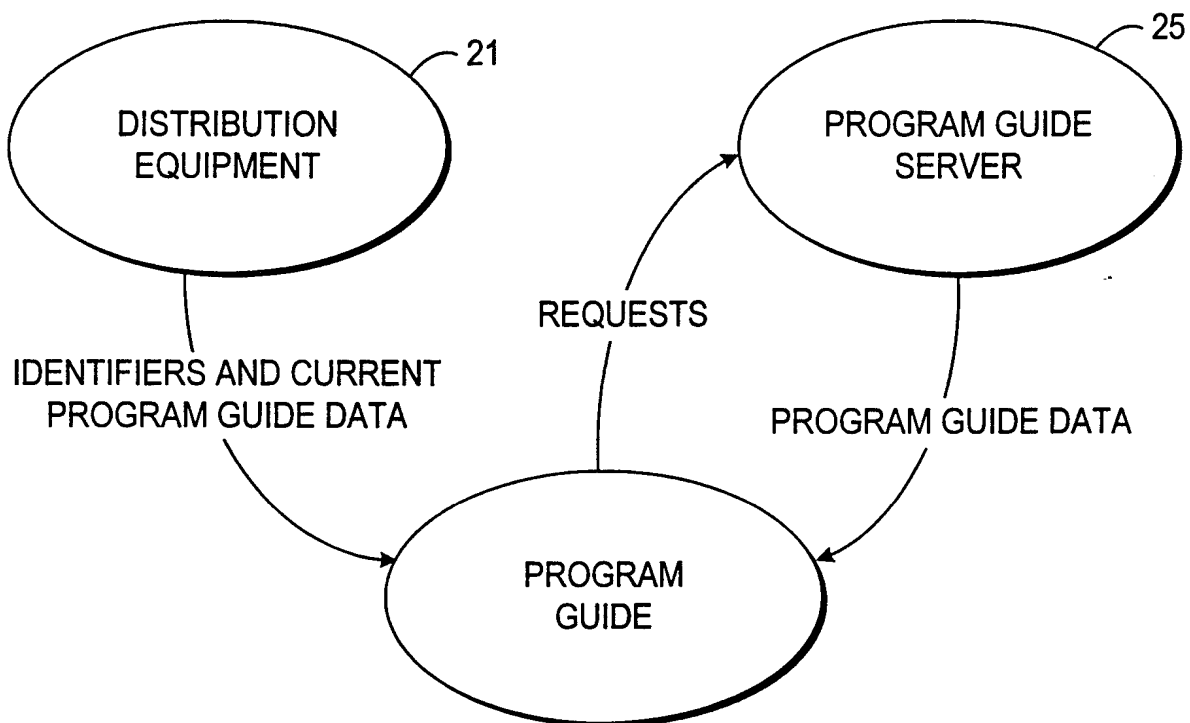 21
DISTRIBUTION
EQUIPMENT
25
PROGRAM GUIDE
SERVER
REQUESTS
IDENTIFIERS AND CURRENT
PROGRAM GUIDE DATA
PROGRAM GUIDE DATA
PROGRAM
GUIDE